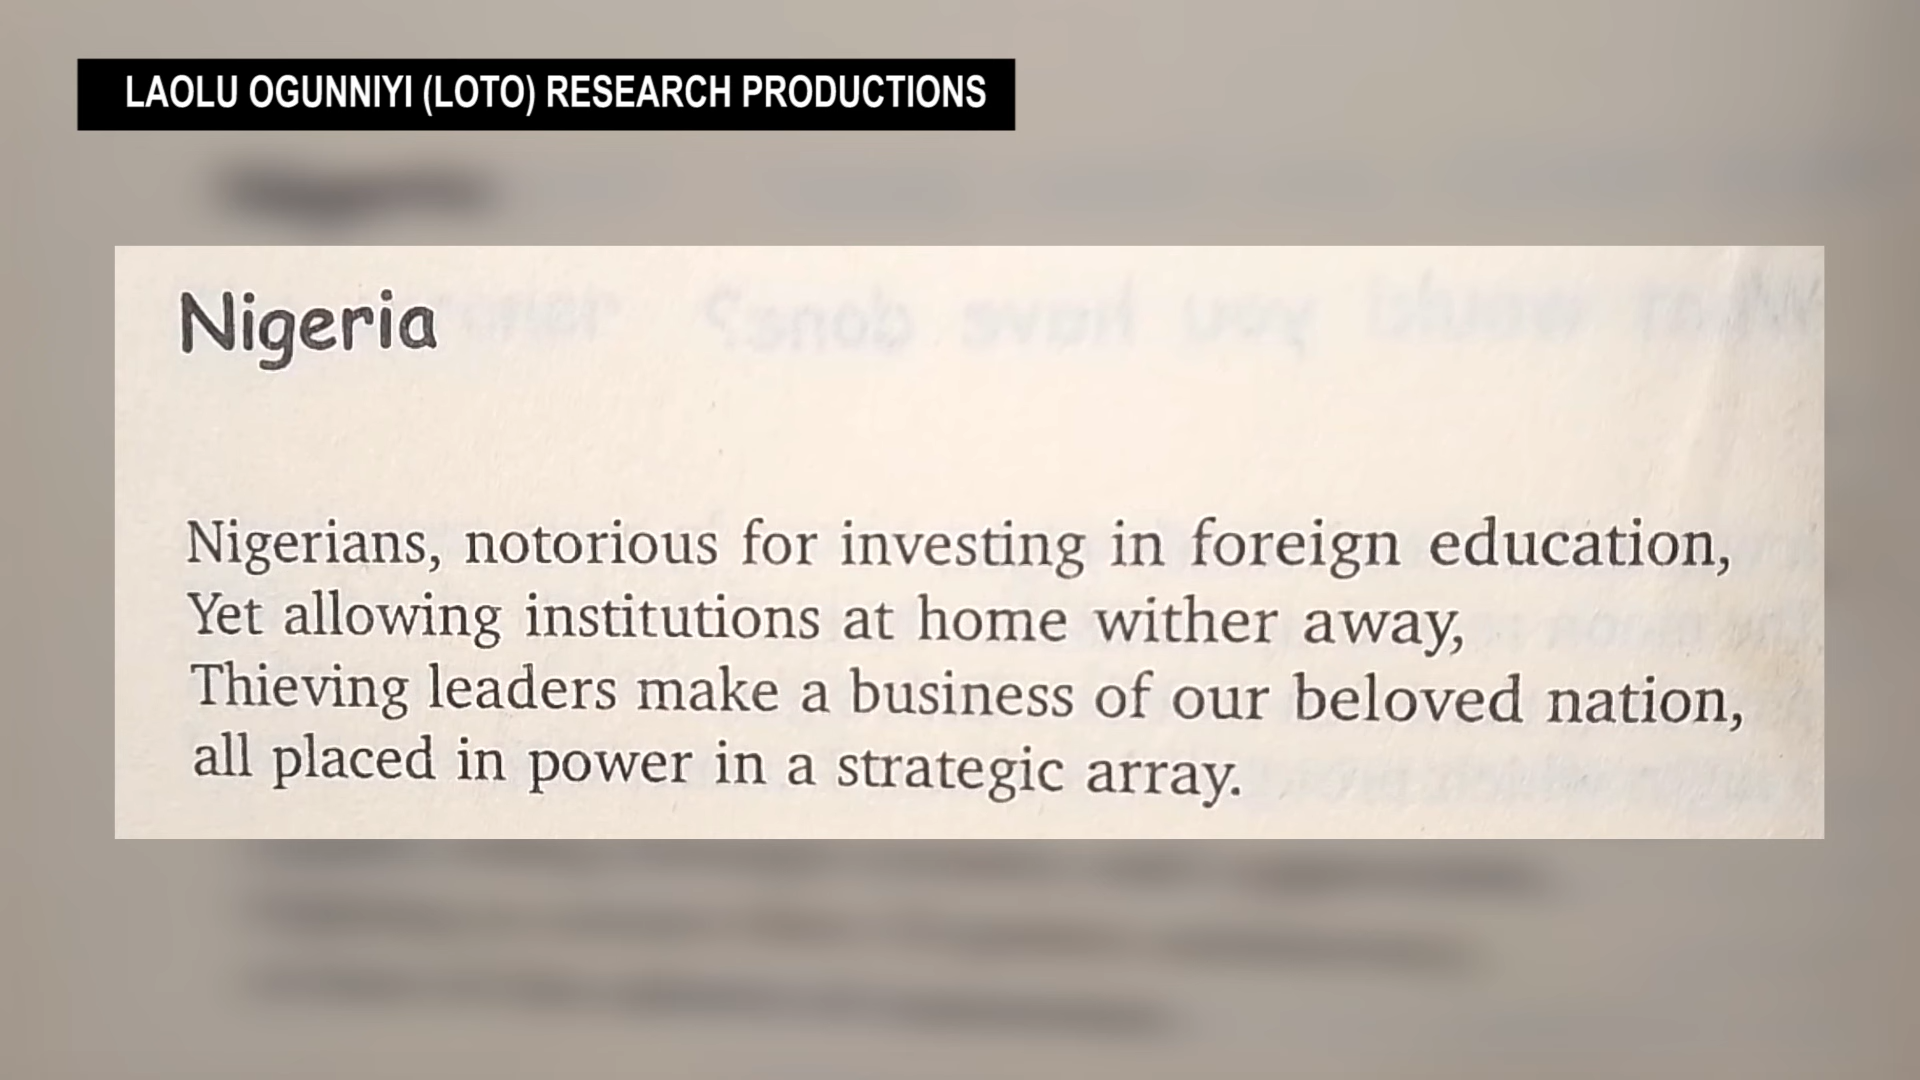 LAOLU OGUNNIYI (LOTO) RESEARCH PRODUCTIONS
Nigeria
Nigerians, notorious for investing in foreign education,
Yet allowing institutions at home wither away,
Thieving leaders make a business of our beloved nation,
all placed in power in a strategic array.